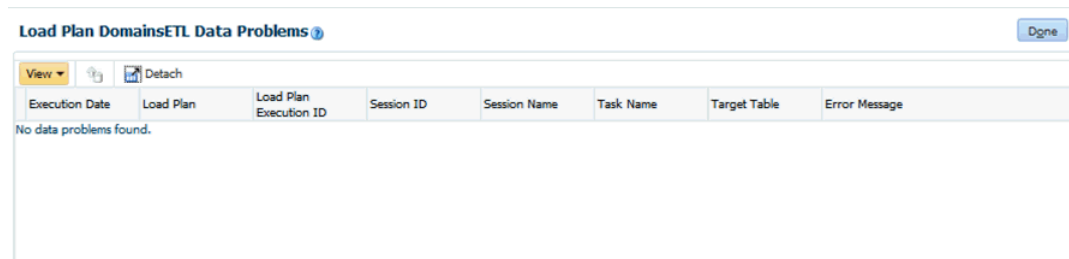 Load Plan DomainsETL Data Problems
Done
View
Detach
Execution Date
Load Plan
Load Plan
Execution ID
Session ID
Session Name
Task Name
Target Table
Error Message
No data problems found.